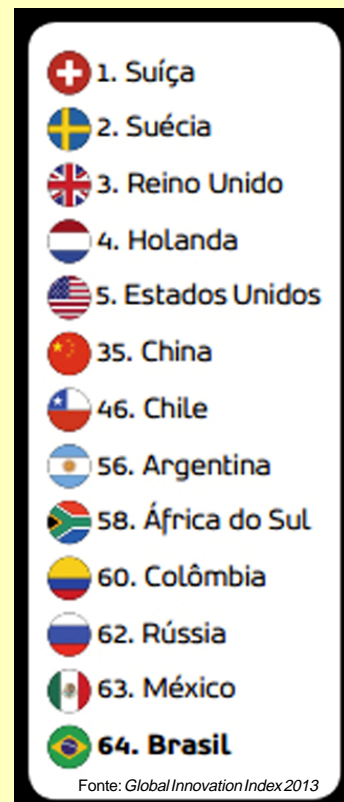 1. Suíça
2. Suécia
3. Reino Unido
4. Holanda
5. Estados Unidos
35. China
46. Chile
56. Argentina
58. África do Sul
60. Colômbia
62. Rússia
63. México
64. Brasil
Fonte: Global Innovation Index 2013